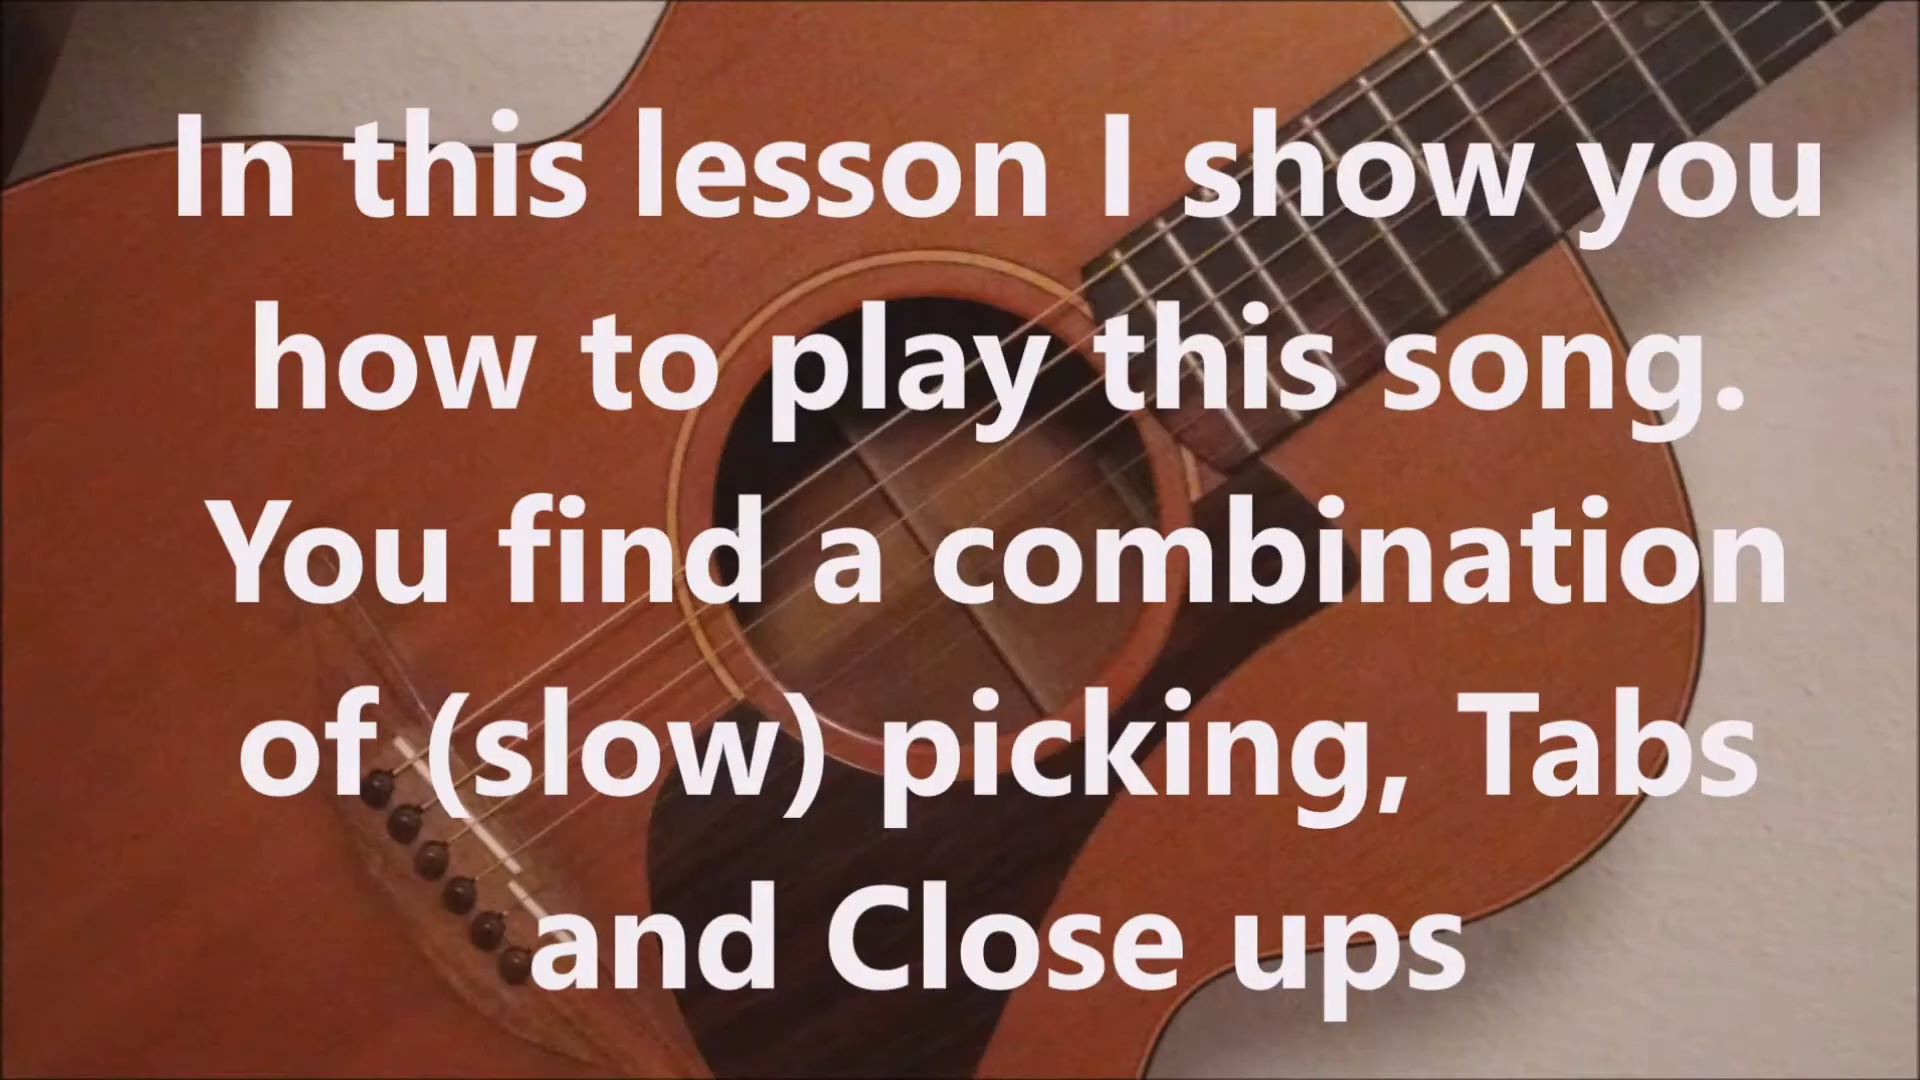 In this lesson I show you
how to play this song.
You find a combination
of (slow) picking, Tabs
and Close ups